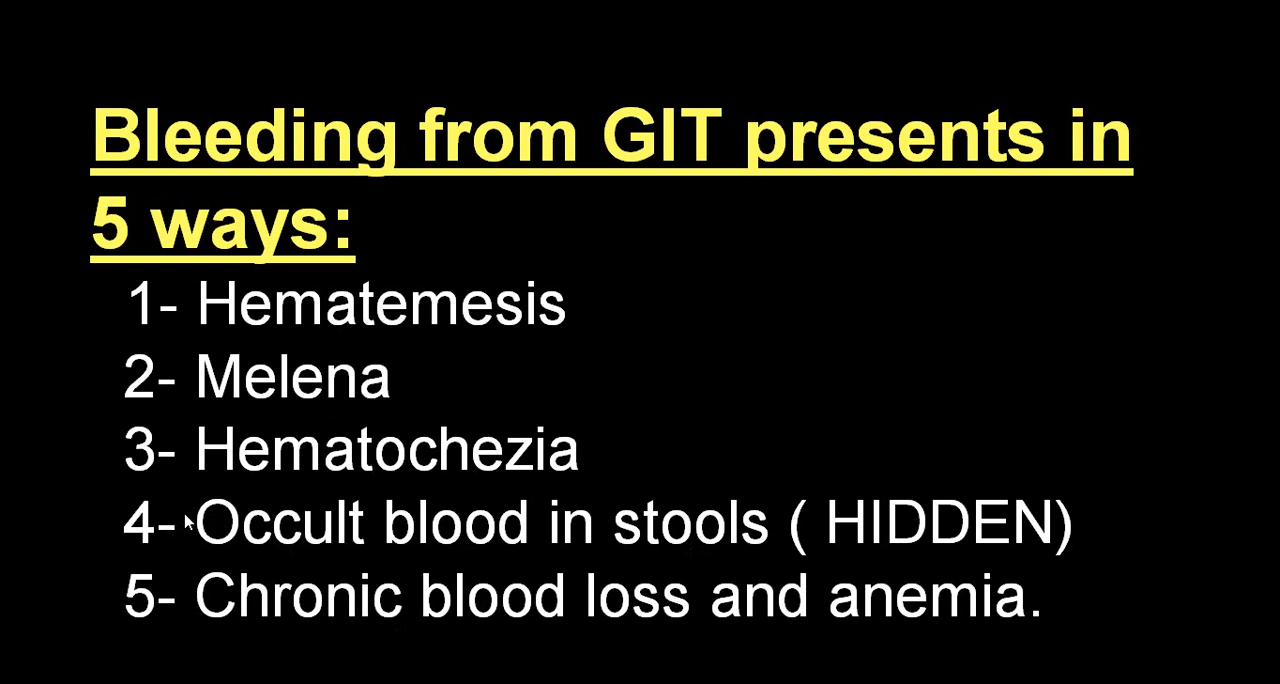 Bleeding from GIT presents in
5 ways:
1- Hematemesis
2- Melena
3- Hematochezia
4- Occult blood in stools ( HIDDEN)
5- Chronic blood loss and anemia.